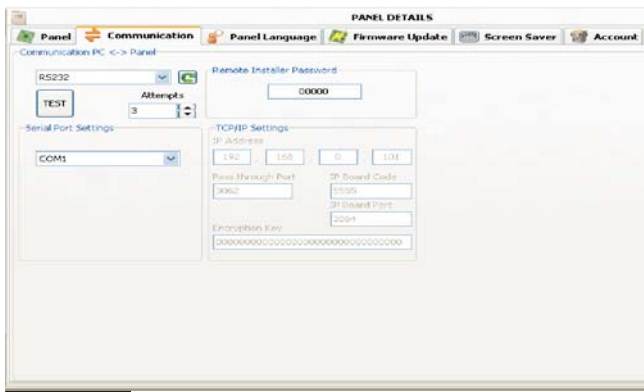 PANEL DETAILS
Panel Communication Panel Language Firmware Update Screen Saver Account
Communication PC <-> Panel
RS232
TEST
Attempts
3
Remote Installer Password
00000
Serial Port Settings
COM1
TCP/IP Settings
IP Address
192 . 168 . 0 . 101
Pass through Port IP Board Code
3062 5555
IP Board Port
3064
Encryption Key